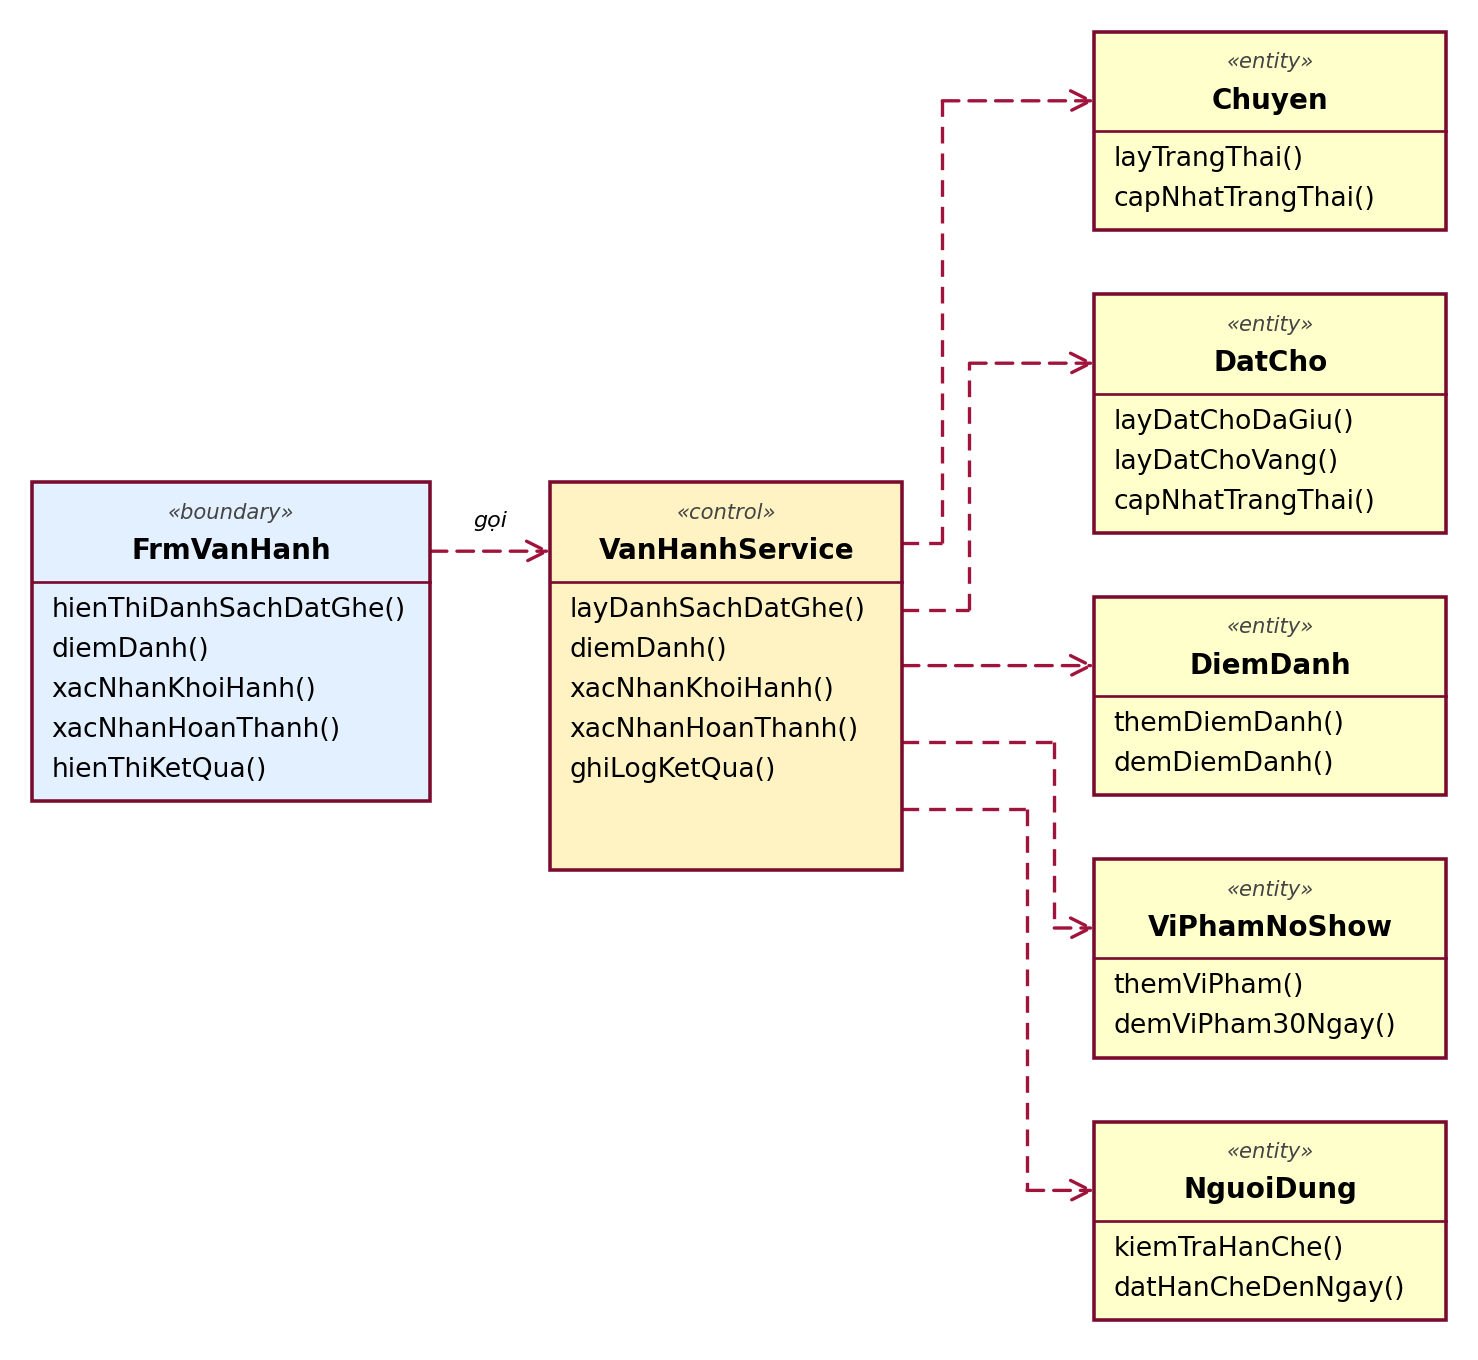 «boundary»
FrmVanHanh
hienThiDanhSachDatGhe()
diemDanh()
xacNhanKhoiHanh()
xacNhanHoanThanh()
hienThiKetQua()
gọi
«control»
VanHanhService
layDanhSachDatGhe()
diemDanh()
xacNhanKhoiHanh()
xacNhanHoanThanh()
ghiLogKetQua()
«entity»
Chuyen
layTrangThai()
capNhatTrangThai()
«entity»
DatCho
layDatChoDaGiu()
layDatChoVang()
capNhatTrangThai()
«entity»
DiemDanh
themDiemDanh()
demDiemDanh()
«entity»
ViPhamNoShow
themViPham()
demViPham30Ngay()
«entity»
NguoiDung
kiemTraHanChe()
datHanCheDenNgay()